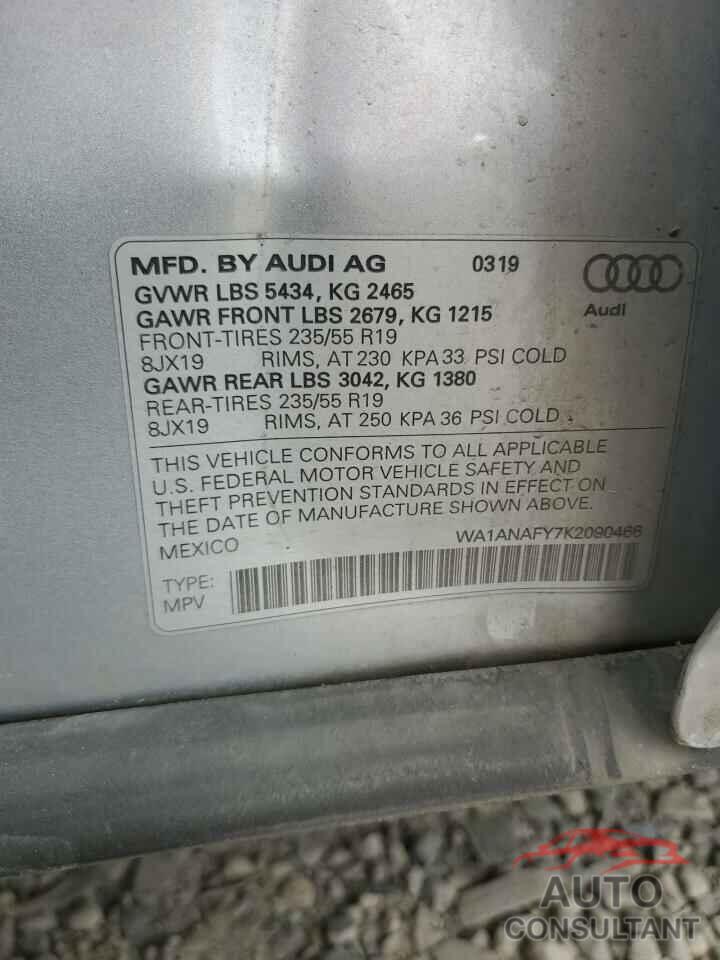 MFD. BY AUDI AG 0319
GVWR LBS 5434, KG 2465
GAWR FRONT LBS 2679, KG 1215
Audi
FRONT-TIRES 235/55 R19
8JX19 RIMS, AT 230 KPA 33 PSI COLD
GAWR REAR LBS 3042, KG 1380
REAR-TIRES 235/55 R19
8JX19 RIMS, AT 250 KPA 36 PSI COLD
THIS VEHICLE CONFORMS TO ALL APPLICABLE
U.S. FEDERAL MOTOR VEHICLE SAFETY AND
THEFT PREVENTION STANDARDS IN EFFECT ON
THE DATE OF MANUFACTURE SHOWN ABOVE.
MEXICO WA1ANAFY7K2090466
TYPE:
MPV
AUTO
CONSULTANT